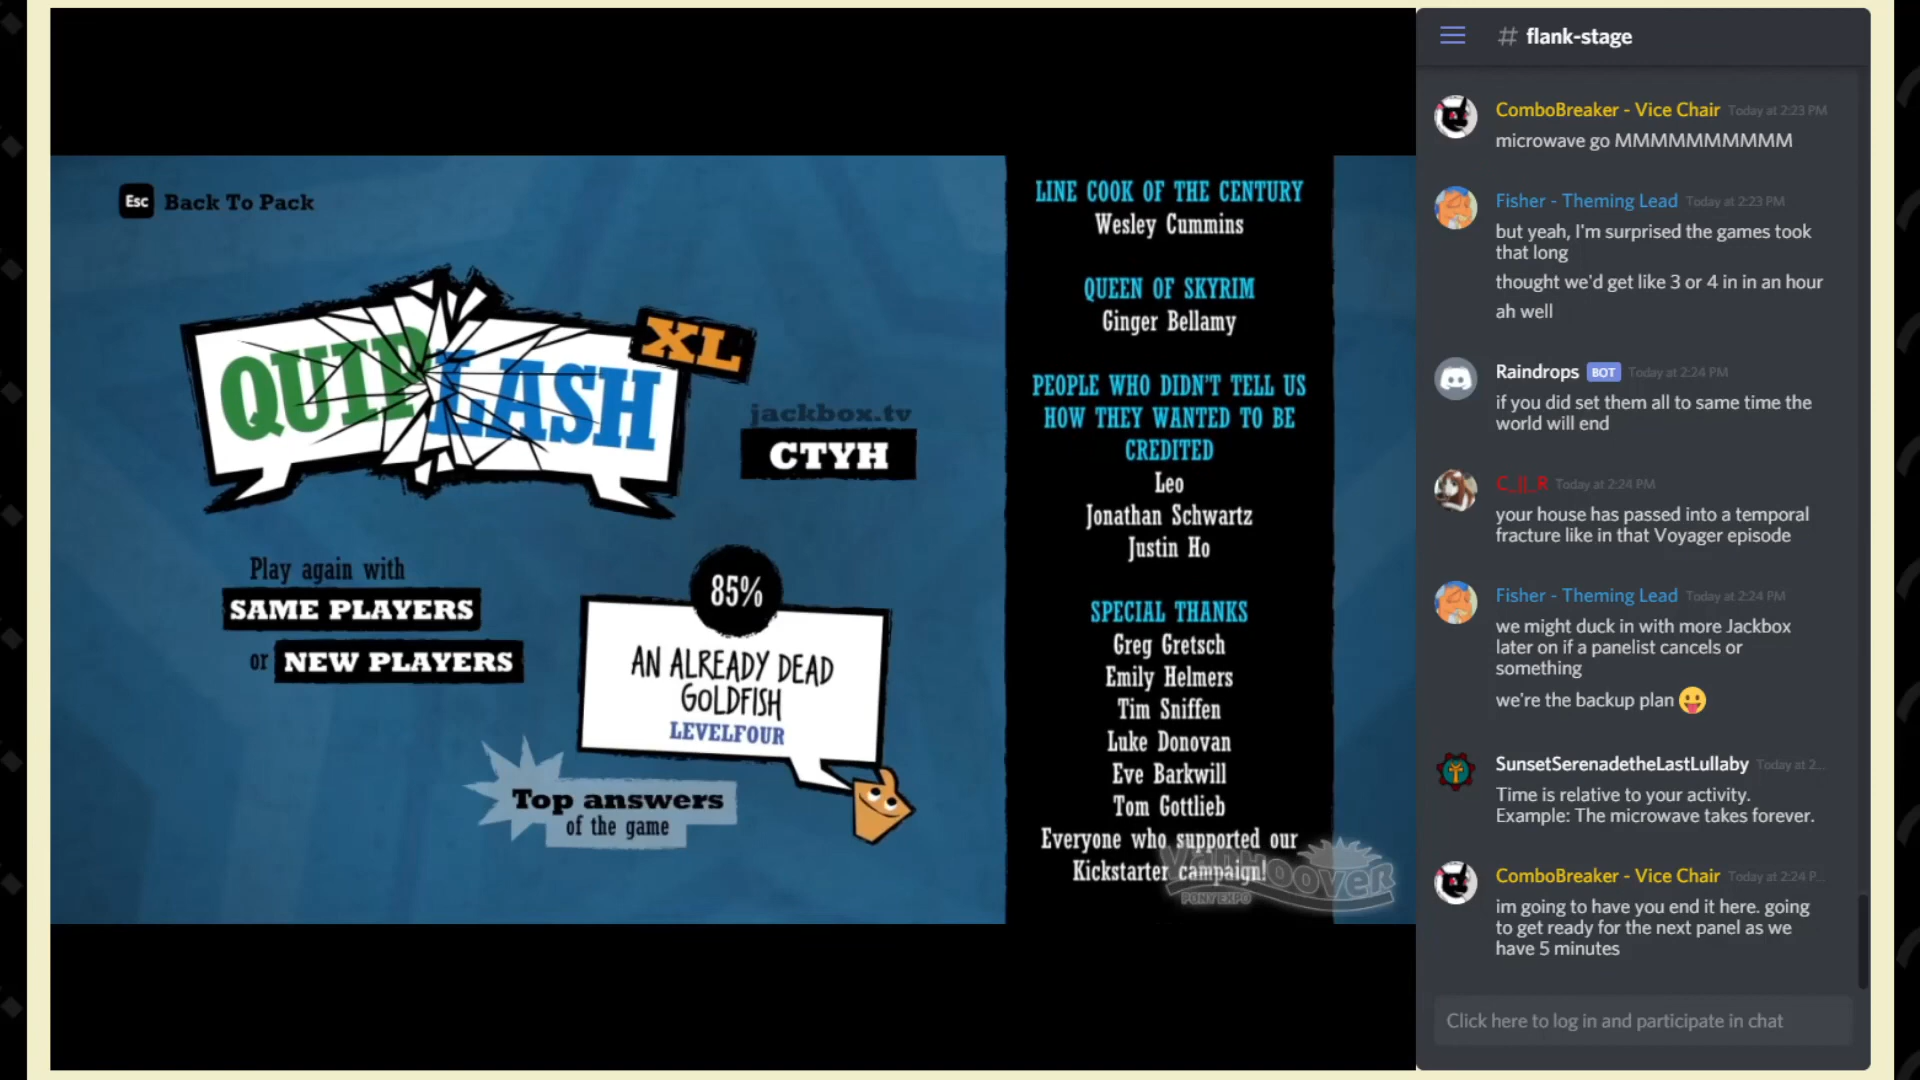 Esc Back To Pack
QUIPLASH
XL
jackbox.tv
CTYH
Play again with
SAME PLAYERS
or NEW PLAYERS
85%
AN ALREADY DEAD
GOLDFISH
LEVELFOUR
Top answers
of the game
LINE COOK OF THE CENTURY
Wesley Cummins
QUEEN OF SKYRIM
Ginger Bellamy
PEOPLE WHO DIDN'T TELL US
HOW THEY WANTED TO BE
CREDITED
Leo
Jonathan Schwartz
Justin Ho
SPECIAL THANKS
Greg Gretsch
Emily Helmers
Tim Sniffen
Luke Donovan
Eve Barkwill
Tom Gottlieb
Everyone who supported our
Kickstarter campaign!
VANHOOVER
PONY EXPO
# flank-stage
ComboBreaker - Vice Chair Today at 2:23 PM
microwave go MMMMMMMMMM
Fisher - Theming Lead Today at 2:23 PM
but yeah, I'm surprised the games took
that long
thought we'd get like 3 or 4 in in an hour
ah well
Raindrops BOT Today at 2:24 PM
if you did set them all to same time the
world will end
C_||_R Today at 2:24 PM
your house has passed into a temporal
fracture like in that Voyager episode
Fisher - Theming Lead Today at 2:24 PM
we might duck in with more Jackbox
later on if a panelist cancels or
something
we're the backup plan 😛
SunsetSerenadetheLastLullaby Today at 2...
Time is relative to your activity.
Example: The microwave takes forever.
ComboBreaker - Vice Chair Today at 2:24 P...
im going to have you end it here. going
to get ready for the next panel as we
have 5 minutes
Click here to log in and participate in chat